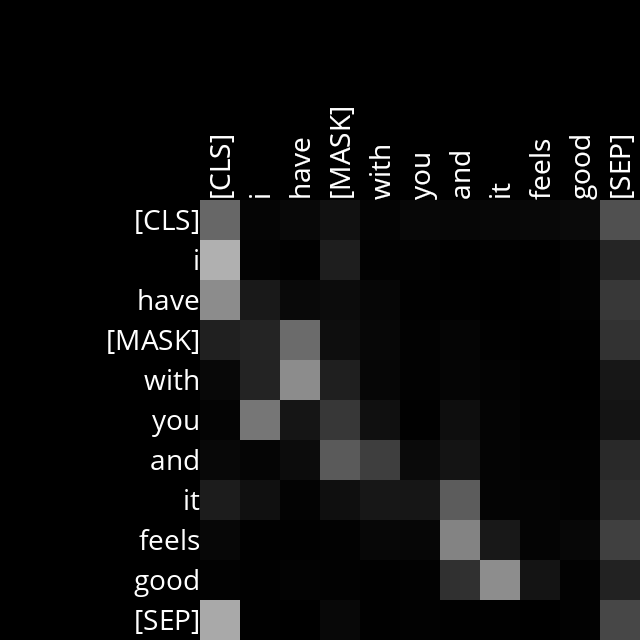 [CLS] i have [MASK] with you and it feels good [SEP]
[CLS]
i
have
[MASK]
with
you
and
it
feels
good
[SEP]